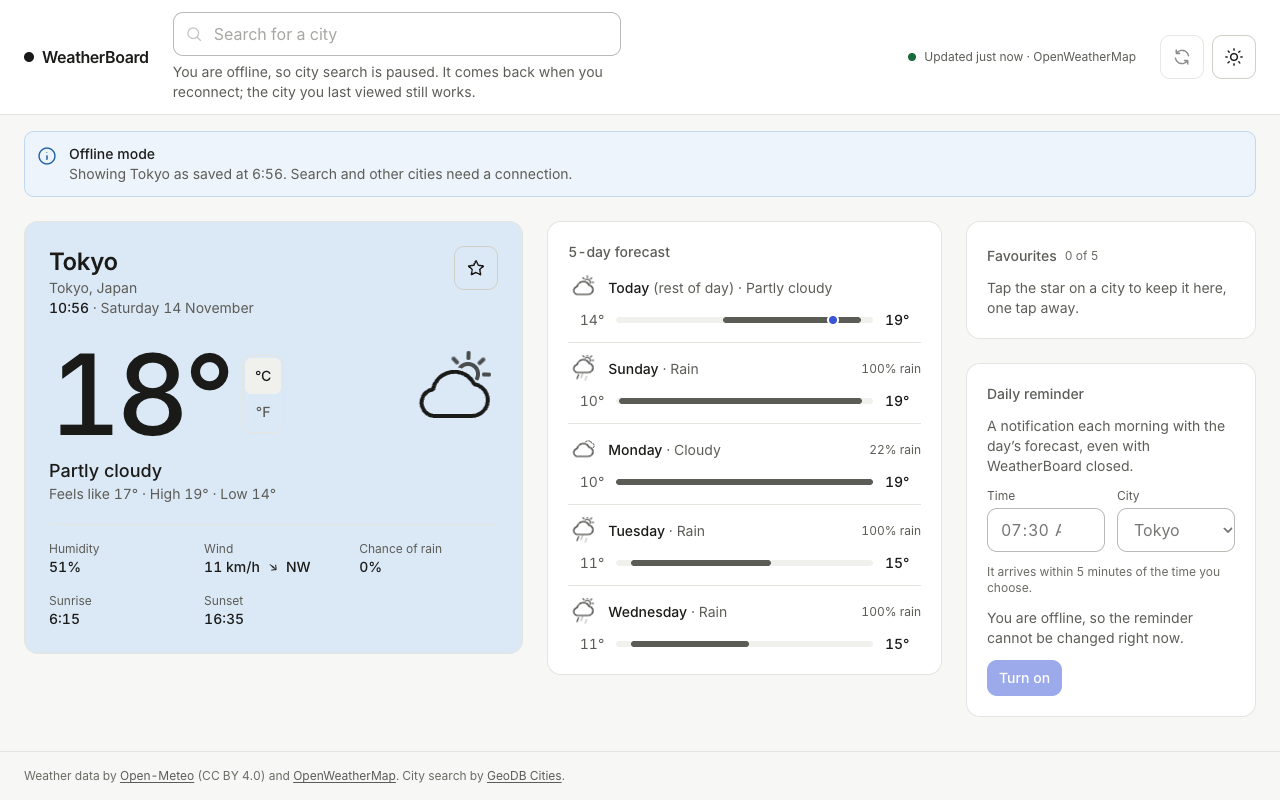 WeatherBoard
Search for a city
You are offline, so city search is paused. It comes back when you
reconnect; the city you last viewed still works.
Updated just now · OpenWeatherMap
Offline mode
Showing Tokyo as saved at 6:56. Search and other cities need a connection.
Tokyo
Tokyo, Japan
10:56 · Saturday 14 November
18°
°C
°F
Partly cloudy
Feels like 17° · High 19° · Low 14°
Humidity
51%
Wind
11 km/h ↘ NW
Chance of rain
0%
Sunrise
6:15
Sunset
16:35
5-day forecast
Today (rest of day) · Partly cloudy
14° 19°
Sunday · Rain 100% rain
10° 19°
Monday · Cloudy 22% rain
10° 19°
Tuesday · Rain 100% rain
11° 15°
Wednesday · Rain 100% rain
11° 15°
Favourites 0 of 5
Tap the star on a city to keep it here,
one tap away.
Daily reminder
A notification each morning with the
day's forecast, even with
WeatherBoard closed.
Time City
07:30 Tokyo
It arrives within 5 minutes of the time you
choose.
You are offline, so the reminder
cannot be changed right now.
Turn on
Weather data by Open-Meteo (CC BY 4.0) and OpenWeatherMap. City search by GeoDB Cities.